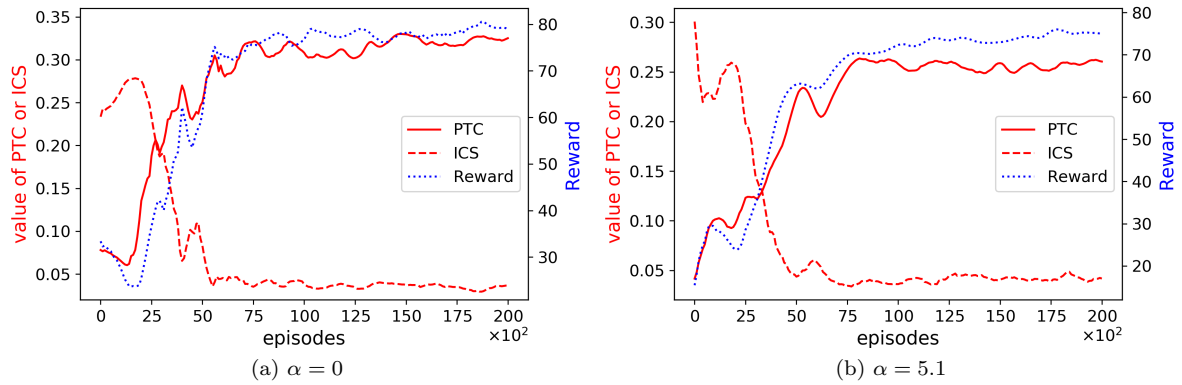 0.35
0.30
0.25
0.20
0.15
0.10
0.05
value of PTC or ICS
80
70
60
50
40
30
Reward
PTC
ICS
Reward
0 25 50 75 100 125 150 175 200
episodes
×10²
(a) α = 0
0.30
0.25
0.20
0.15
0.10
0.05
value of PTC or ICS
80
70
60
50
40
30
20
Reward
PTC
ICS
Reward
0 25 50 75 100 125 150 175 200
episodes
×10²
(b) α = 5.1